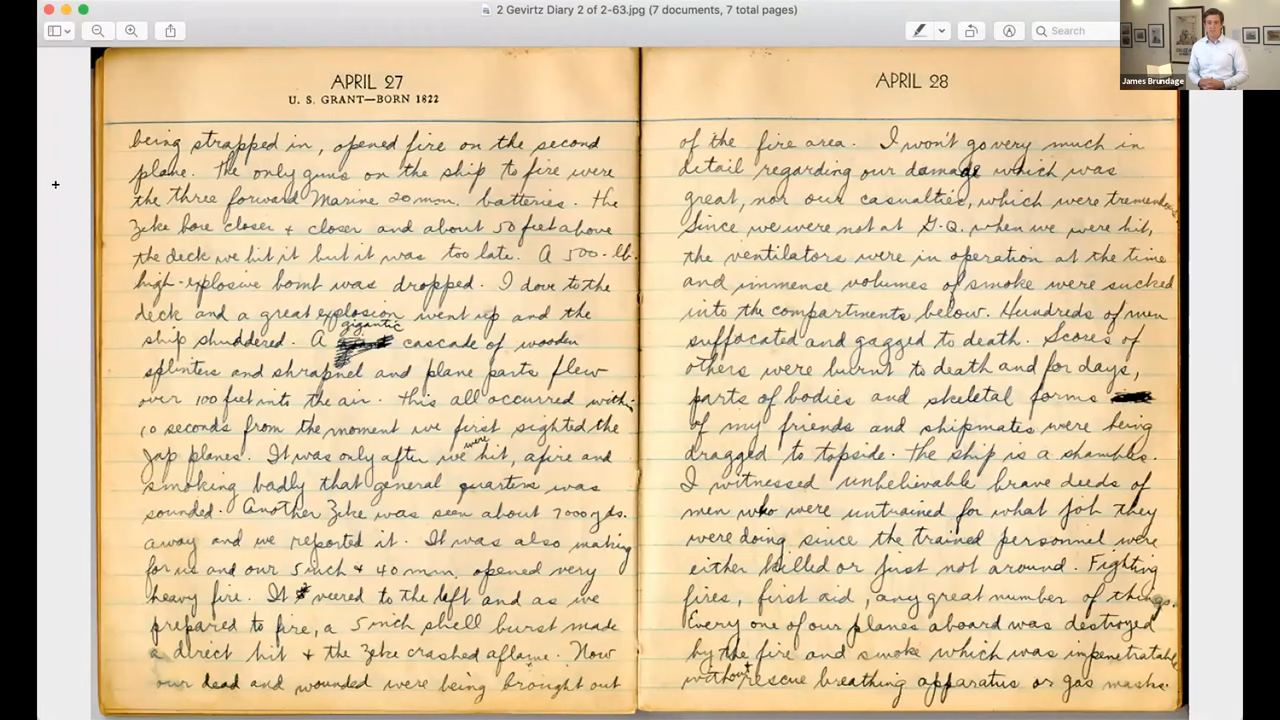 2 Gevirtz Diary 2 of 2-63.jpg (7 documents, 7 total pages)
Search
James Brundage
APRIL 27
U. S. GRANT—BORN 1822
being strapped in, opened fire on the second
plane. The only guns on the ship to fire were
the three forward Marine 20 mm. batteries. The
Zeke bore closer + closer and about 50 feet above
the deck we hit it but it was too late. A 500-lb.
high-explosive bomb was dropped. I dove to the
deck and a great explosion went up and the
ship shuddered. A gigantic cascade of wooden
splinters and shrapnel and plane parts flew
over 100 feet into the air. This all occurred within
10 seconds from the moment we first sighted the
Jap planes. It was only after we were hit, afire and
smoking badly that general quarters was
sounded. Another Zeke was seen about 7000 yds.
away and we reported it. It was also making
for us and our 5 inch + 40 mm. opened very
heavy fire. It veered to the left and as we
prepared to fire, a 5 inch shell burst made
a direct hit + the Zeke crashed aflame. Now
our dead and wounded were being brought out
APRIL 28
of the fire area. I won't go very much in
detail regarding our damage which was
great, nor our casualties, which were tremendous.
Since we were not at G.Q. when we were hit,
the ventilators were in operation at the time
and immense volumes of smoke were sucked
into the compartments below. Hundreds of men
suffocated and gagged to death. Scores of
others were burnt to death and for days,
parts of bodies and skeletal forms
of my friends and shipmates were being
dragged to topside. The ship is a shambles.
I witnessed unbelievable brave deeds of
men who were untrained for what job they
were doing since the trained personnel were
either killed or just not around. Fighting
fires, first aid, any great number of things.
Every one of our planes aboard was destroyed
by the fire and smoke which was impenetratable
without rescue breathing apparatus or gas masks.